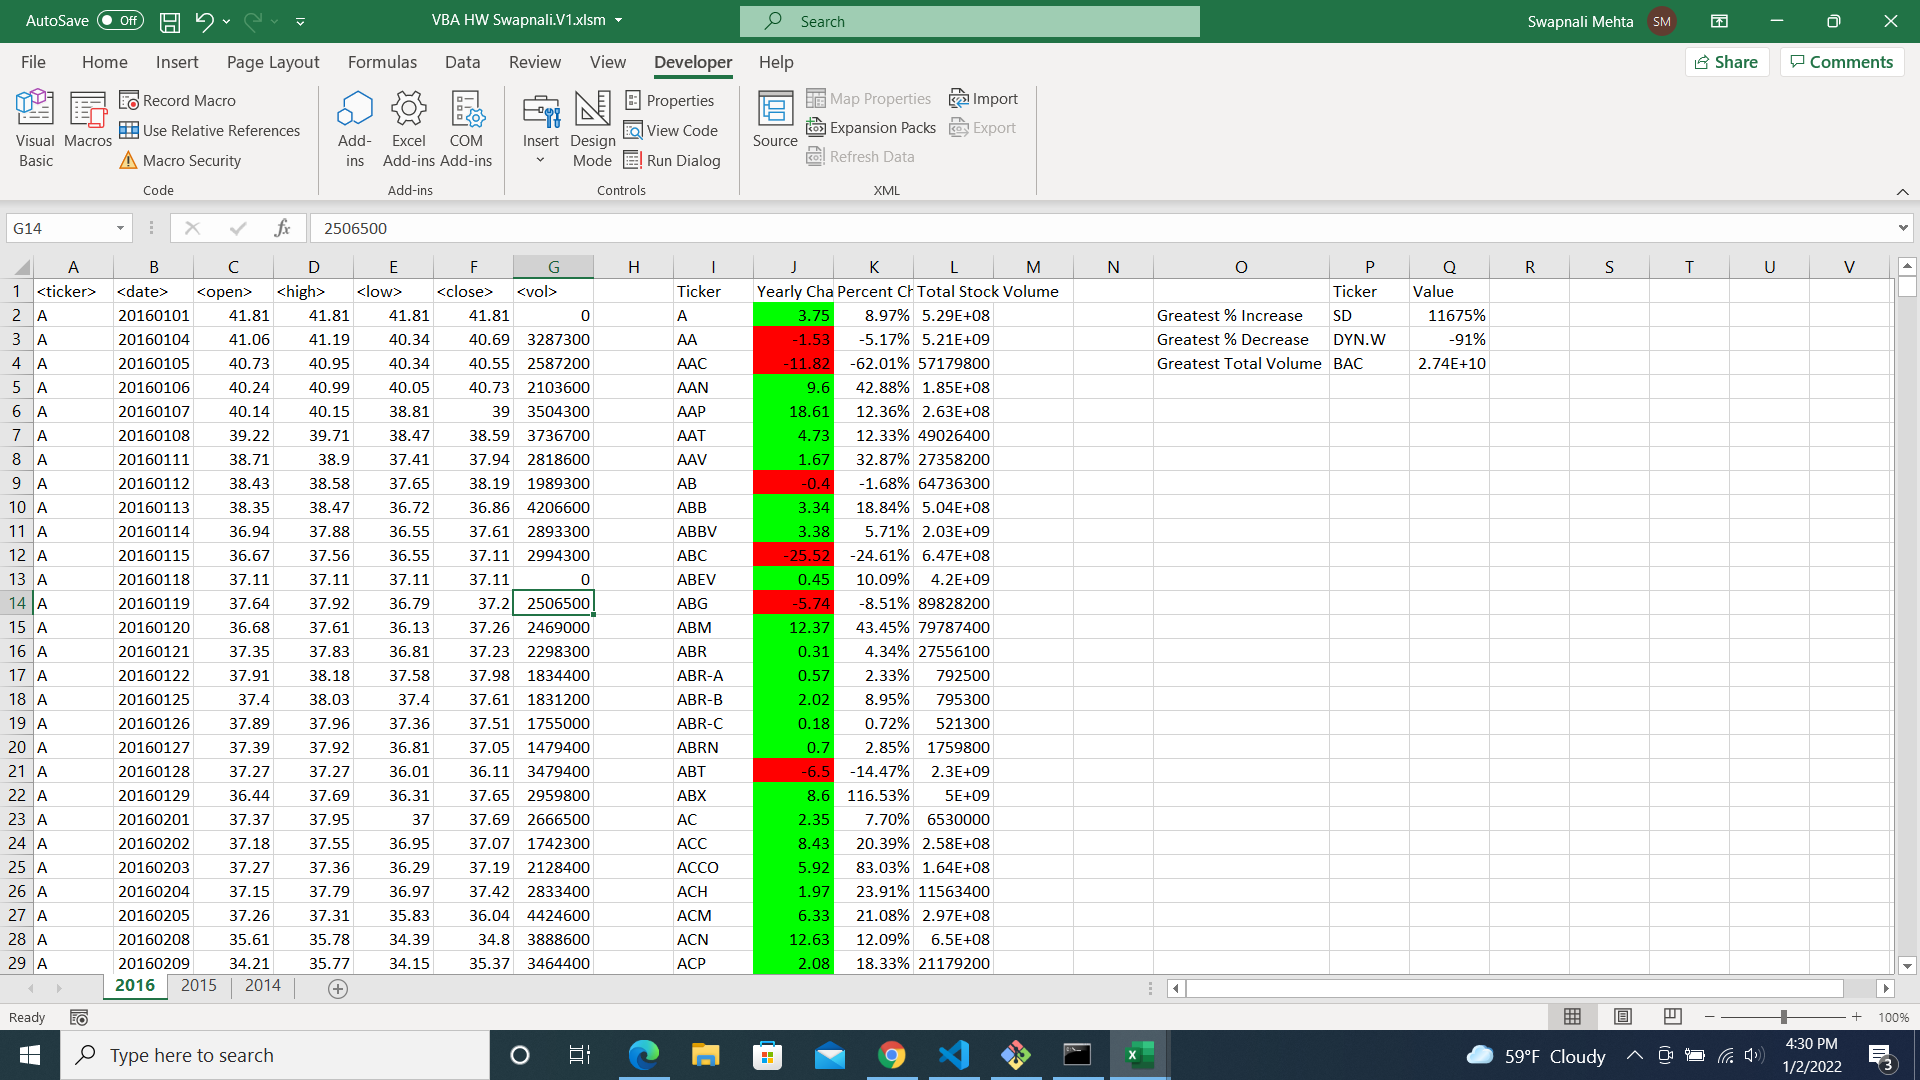 AutoSave Off VBA HW Swapnali.V1.xlsm Search Swapnali Mehta SM
File Home Insert Page Layout Formulas Data Review View Developer Help Share Comments
Visual Basic
Macros
Record Macro
Use Relative References
Macro Security
Code
Add-ins
Excel Add-ins
COM Add-ins
Add-ins
Insert
Design Mode
Properties
View Code
Run Dialog
Controls
Source
Map Properties
Expansion Packs
Refresh Data
Import
Export
XML
G14 fx 2506500
A B C D E F G H I J K L M N O P Q R S T U V
1 <ticker> <date> <open> <high> <low> <close> <vol> Ticker Yearly Cha Percent Ch Total Stock Volume Ticker Value
2 A 20160101 41.81 41.81 41.81 41.81 0 A 3.75 8.97% 5.29E+08 Greatest % Increase SD 11675%
3 A 20160104 41.06 41.19 40.34 40.69 3287300 AA -1.53 -5.17% 5.21E+09 Greatest % Decrease DYN.W -91%
4 A 20160105 40.73 40.95 40.34 40.55 2587200 AAC -11.82 -62.01% 57179800 Greatest Total Volume BAC 2.74E+10
5 A 20160106 40.24 40.99 40.05 40.73 2103600 AAN 9.6 42.88% 1.85E+08
6 A 20160107 40.14 40.15 38.81 39 3504300 AAP 18.61 12.36% 2.63E+08
7 A 20160108 39.22 39.71 38.47 38.59 3736700 AAT 4.73 12.33% 49026400
8 A 20160111 38.71 38.9 37.41 37.94 2818600 AAV 1.67 32.87% 27358200
9 A 20160112 38.43 38.58 37.65 38.19 1989300 AB -0.4 -1.68% 64736300
10 A 20160113 38.35 38.47 36.72 36.86 4206600 ABB 3.34 18.84% 5.04E+08
11 A 20160114 36.94 37.88 36.55 37.61 2893300 ABBV 3.38 5.71% 2.03E+09
12 A 20160115 36.67 37.56 36.55 37.11 2994300 ABC -25.52 -24.61% 6.47E+08
13 A 20160118 37.11 37.11 37.11 37.11 0 ABEV 0.45 10.09% 4.2E+09
14 A 20160119 37.64 37.92 36.79 37.2 2506500 ABG -5.74 -8.51% 89828200
15 A 20160120 36.68 37.61 36.13 37.26 2469000 ABM 12.37 43.45% 79787400
16 A 20160121 37.35 37.83 36.81 37.23 2298300 ABR 0.31 4.34% 27556100
17 A 20160122 37.91 38.18 37.58 37.98 1834400 ABR-A 0.57 2.33% 792500
18 A 20160125 37.4 38.03 37.4 37.61 1831200 ABR-B 2.02 8.95% 795300
19 A 20160126 37.89 37.96 37.36 37.51 1755000 ABR-C 0.18 0.72% 521300
20 A 20160127 37.39 37.92 36.81 37.05 1479400 ABRN 0.7 2.85% 1759800
21 A 20160128 37.27 37.27 36.01 36.11 3479400 ABT -6.5 -14.47% 2.3E+09
22 A 20160129 36.44 37.69 36.31 37.65 2959800 ABX 8.6 116.53% 5E+09
23 A 20160201 37.37 37.95 37 37.69 2666500 AC 2.35 7.70% 6530000
24 A 20160202 37.18 37.55 36.95 37.07 1742300 ACC 8.43 20.39% 2.58E+08
25 A 20160203 37.27 37.36 36.29 37.19 2128400 ACCO 5.92 83.03% 1.64E+08
26 A 20160204 37.15 37.79 36.97 37.42 2833400 ACH 1.97 23.91% 11563400
27 A 20160205 37.26 37.31 35.83 36.04 4424600 ACM 6.33 21.08% 2.97E+08
28 A 20160208 35.61 35.78 34.39 34.8 3888600 ACN 12.63 12.09% 6.5E+08
29 A 20160209 34.21 35.77 34.15 35.37 3464400 ACP 2.08 18.33% 21179200
2016 2015 2014
Ready 100%
Type here to search 59°F Cloudy 4:30 PM
1/2/2022 3